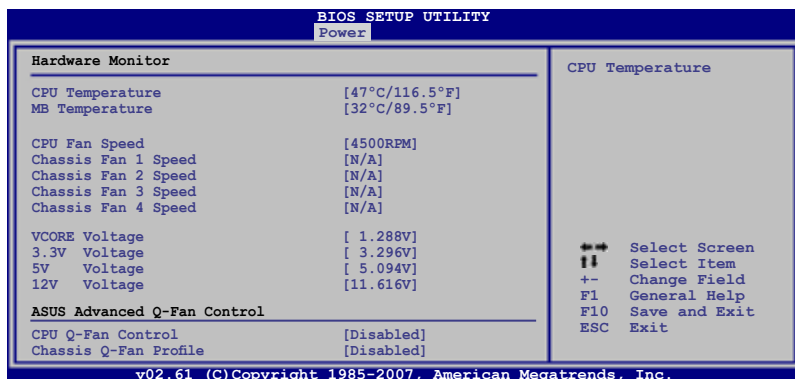 BIOS SETUP UTILITY
Power
Hardware Monitor
CPU Temperature [47°C/116.5°F]
MB Temperature [32°C/89.5°F]
CPU Fan Speed [4500RPM]
Chassis Fan 1 Speed [N/A]
Chassis Fan 2 Speed [N/A]
Chassis Fan 3 Speed [N/A]
Chassis Fan 4 Speed [N/A]
VCORE Voltage [ 1.288V]
3.3V Voltage [ 3.296V]
5V Voltage [ 5.094V]
12V Voltage [11.616V]
ASUS Advanced Q-Fan Control
CPU Q-Fan Control [Disabled]
Chassis Q-Fan Profile [Disabled]
CPU Temperature
←→ Select Screen
↑↓ Select Item
+- Change Field
F1 General Help
F10 Save and Exit
ESC Exit
v02.61 (C)Copyright 1985-2007, American Megatrends, Inc.